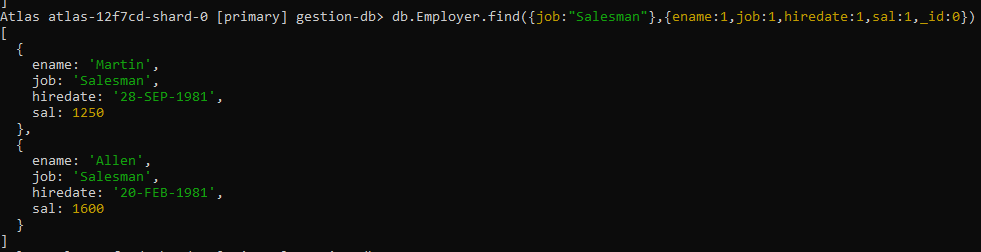 ]
Atlas atlas-12f7cd-shard-0 [primary] gestion-db> db.Employer.find({job:"Salesman"},{ename:1,job:1,hiredate:1,sal:1,_id:0})
[
  {
    ename: 'Martin',
    job: 'Salesman',
    hiredate: '28-SEP-1981',
    sal: 1250
  },
  {
    ename: 'Allen',
    job: 'Salesman',
    hiredate: '20-FEB-1981',
    sal: 1600
  }
]